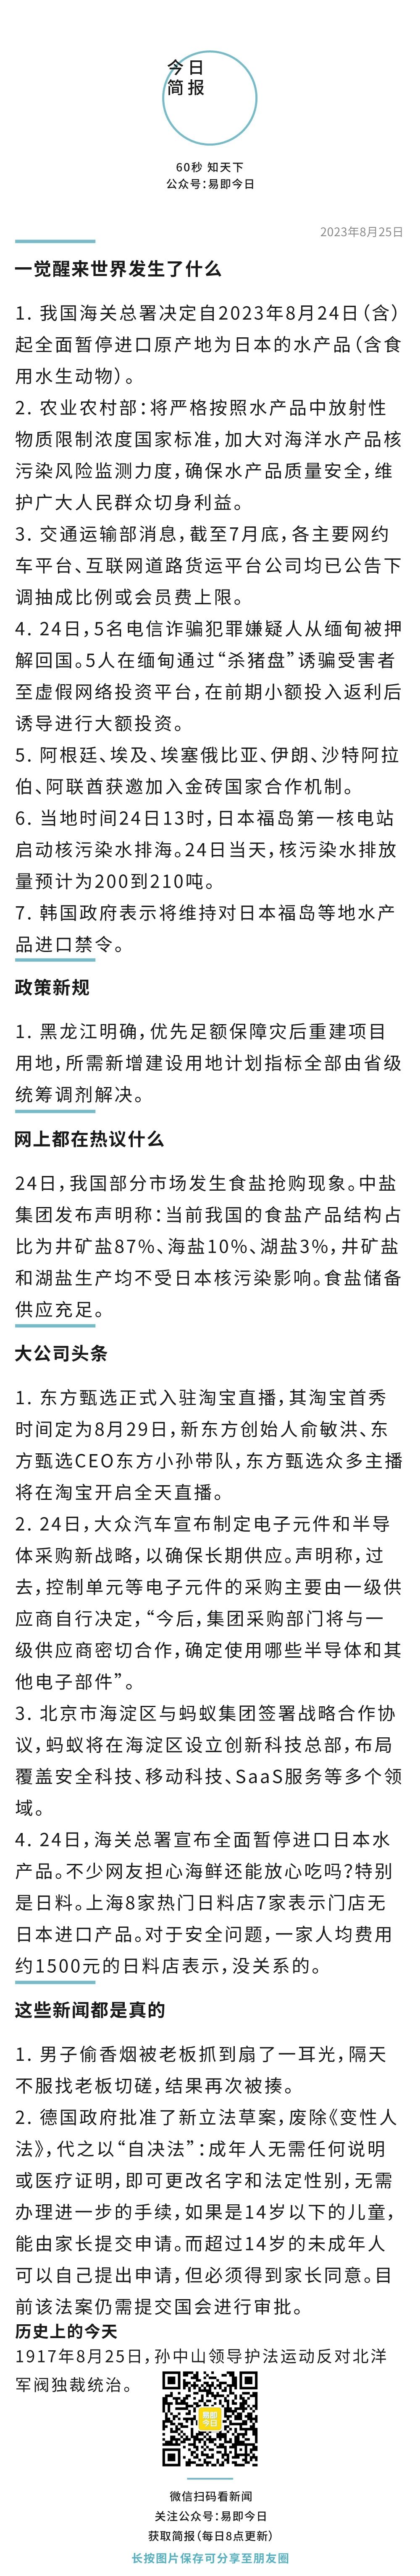 今日
简报
60秒 知天下
公众号：易即今日
2023年8月25日
一觉醒来世界发生了什么
1. 我国海关总署决定自2023年8月24日（含）
起全面暂停进口原产地为日本的水产品（含食
用水生动物）。
2. 农业农村部：将严格按照水产品中放射性
物质限制浓度国家标准，加大对海洋水产品核
污染风险监测力度，确保水产品质量安全，维
护广大人民群众切身利益。
3. 交通运输部消息，截至7月底，各主要网约
车平台、互联网道路货运平台公司均已公告下
调抽成比例或会员费上限。
4. 24日，5名电信诈骗犯罪嫌疑人从缅甸被押
解回国。5人在缅甸通过“杀猪盘”诱骗受害者
至虚假网络投资平台，在前期小额投入返利后
诱导进行大额投资。
5. 阿根廷、埃及、埃塞俄比亚、伊朗、沙特阿拉
伯、阿联酋获邀加入金砖国家合作机制。
6. 当地时间24日13时，日本福岛第一核电站
启动核污染水排海。24日当天，核污染水排放
量预计为200到210吨。
7. 韩国政府表示将维持对日本福岛等地水产
品进口禁令。
政策新规
1. 黑龙江明确，优先足额保障灾后重建项目
用地，所需新增建设用地计划指标全部由省级
统筹调剂解决。
网上都在热议什么
24日，我国部分市场发生食盐抢购现象。中盐
集团发布声明称：当前我国的食盐产品结构占
比为井矿盐87%、海盐10%、湖盐3%，井矿盐
和湖盐生产均不受日本核污染影响。食盐储备
供应充足。
大公司头条
1. 东方甄选正式入驻淘宝直播，其淘宝首秀
时间定为8月29日，新东方创始人俞敏洪、东
方甄选CEO东方小孙带队，东方甄选众多主播
将在淘宝开启全天直播。
2. 24日，大众汽车宣布制定电子元件和半导
体采购新战略，以确保长期供应。声明称，过
去，控制单元等电子元件的采购主要由一级供
应商自行决定，“今后，集团采购部门将与一
级供应商密切合作，确定使用哪些半导体和其
他电子部件”。
3. 北京市海淀区与蚂蚁集团签署战略合作协
议，蚂蚁将在海淀区设立创新科技总部，布局
覆盖安全科技、移动科技、SaaS服务等多个领
域。
4. 24日，海关总署宣布全面暂停进口日本水
产品。不少网友担心海鲜还能放心吃吗？特别
是日料。上海8家热门日料店7家表示门店无
日本进口产品。对于安全问题，一家人均费用
约1500元的日料店表示，没关系的。
这些新闻都是真的
1. 男子偷香烟被老板抓到扇了一耳光，隔天
不服找老板切磋，结果再次被揍。
2. 德国政府批准了新立法草案，废除《变性人
法》，代之以“自决法”：成年人无需任何说明
或医疗证明，即可更改名字和法定性别，无需
办理进一步的手续，如果是14岁以下的儿童，
能由家长提交申请。而超过14岁的未成年人
可以自己提出申请，但必须得到家长同意。目
前该法案仍需提交国会进行审批。
历史上的今天
1917年8月25日，孙中山领导护法运动反对北洋
军阀独裁统治。
易即
今日
微信扫码看新闻
关注公众号：易即今日
获取简报（每日8点更新）
长按图片保存可分享至朋友圈